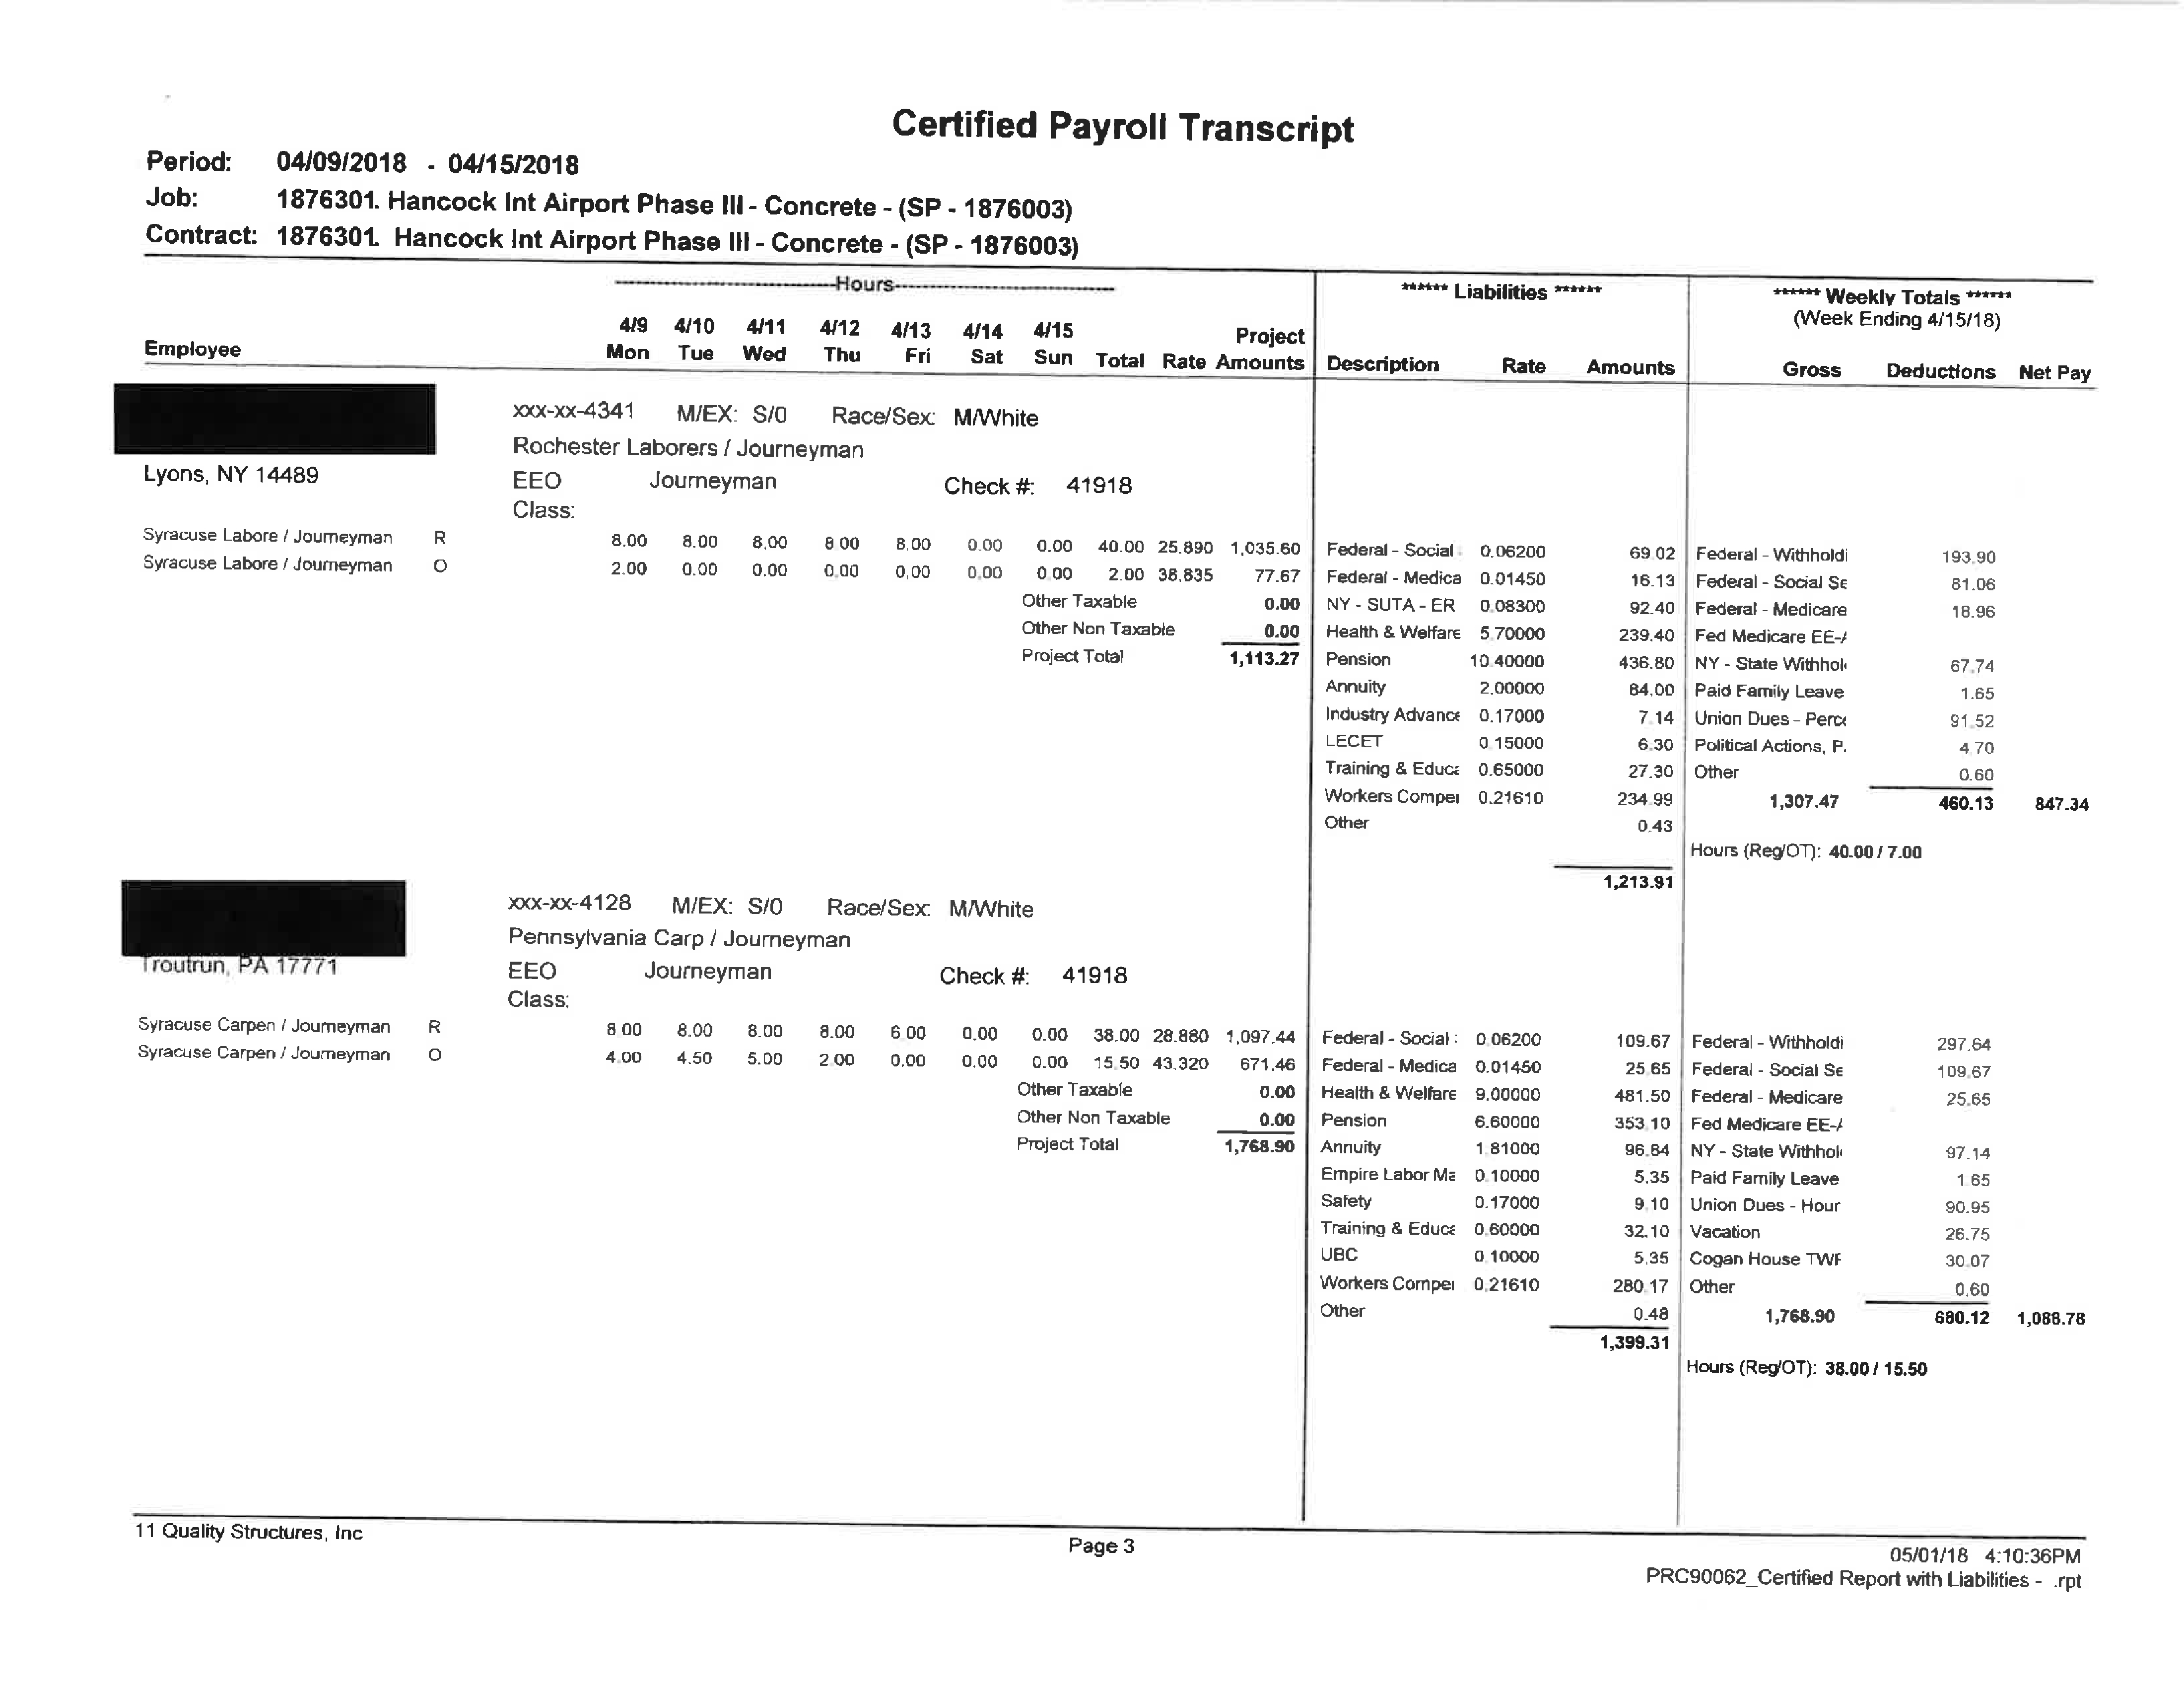 Certified Payroll Transcript
Period: 04/09/2018 - 04/15/2018
Job: 1876301. Hancock Int Airport Phase III - Concrete - (SP - 1876003)
Contract: 1876301. Hancock Int Airport Phase III - Concrete - (SP - 1876003)
Hours
****** Liabilities ******
****** Weekly Totals ******
(Week Ending 4/15/18)
4/9 4/10 4/11 4/12 4/13 4/14 4/15 Project
Employee Mon Tue Wed Thu Fri Sat Sun Total Rate Amounts Description Rate Amounts Gross Deductions Net Pay
xxx-xx-4341 M/EX: S/0 Race/Sex: M/White
Rochester Laborers / Journeyman
Lyons, NY 14489
EEO Journeyman Check #: 41918
Class:
Syracuse Labore / Journeyman R 8.00 8.00 8.00 8.00 8.00 0.00 0.00 40.00 25.890 1,035.60 Federal - Social 0.06200 69.02 Federal - Withholdi 193.90
Syracuse Labore / Journeyman O 2.00 0.00 0.00 0.00 0.00 0.00 0.00 2.00 38.835 77.67 Federal - Medica 0.01450 16.13 Federal - Social Se 81.06
Other Taxable 0.00 NY - SUTA - ER 0.08300 92.40 Federal - Medicare 18.96
Other Non Taxable 0.00 Health & Welfare 5.70000 239.40 Fed Medicare EE-A
Project Total 1,113.27 Pension 10.40000 436.80 NY - State Withhol 67.74
Annuity 2.00000 84.00 Paid Family Leave 1.65
Industry Advance 0.17000 7.14 Union Dues - Perce 91.52
LECET 0.15000 6.30 Political Actions, P. 4.70
Training & Educa 0.65000 27.30 Other 0.60
Workers Compe 0.21610 234.99 1,307.47 460.13 847.34
Other 0.43
Hours (Reg/OT): 40.00 / 7.00
1,213.91
xxx-xx-4128 M/EX: S/0 Race/Sex: M/White
Pennsylvania Carp / Journeyman
Troutrun, PA 17771
EEO Journeyman Check #: 41918
Class:
Syracuse Carpen / Journeyman R 8.00 8.00 8.00 8.00 6.00 0.00 0.00 38.00 28.880 1,097.44 Federal - Social : 0.06200 109.67 Federal - Withholdi 297.64
Syracuse Carpen / Journeyman O 4.00 4.50 5.00 2.00 0.00 0.00 0.00 15.50 43.320 671.46 Federal - Medica 0.01450 25.65 Federal - Social Se 109.67
Other Taxable 0.00 Health & Welfare 9.00000 481.50 Federal - Medicare 25.65
Other Non Taxable 0.00 Pension 6.60000 353.10 Fed Medicare EE-A
Project Total 1,768.90 Annuity 1.81000 96.84 NY - State Withhol 97.14
Empire Labor Ma 0.10000 5.35 Paid Family Leave 1.65
Safety 0.17000 9.10 Union Dues - Hour 90.95
Training & Educa 0.60000 32.10 Vacation 26.75
UBC 0.10000 5.35 Cogan House TWF 30.07
Workers Compe 0.21610 280.17 Other 0.60
Other 0.48 1,768.90 680.12 1,088.78
1,399.31
Hours (Reg/OT): 38.00 / 15.50
11 Quality Structures, Inc
Page 3
05/01/18 4:10:36PM
PRC90062_Certified Report with Liabilities - .rpt